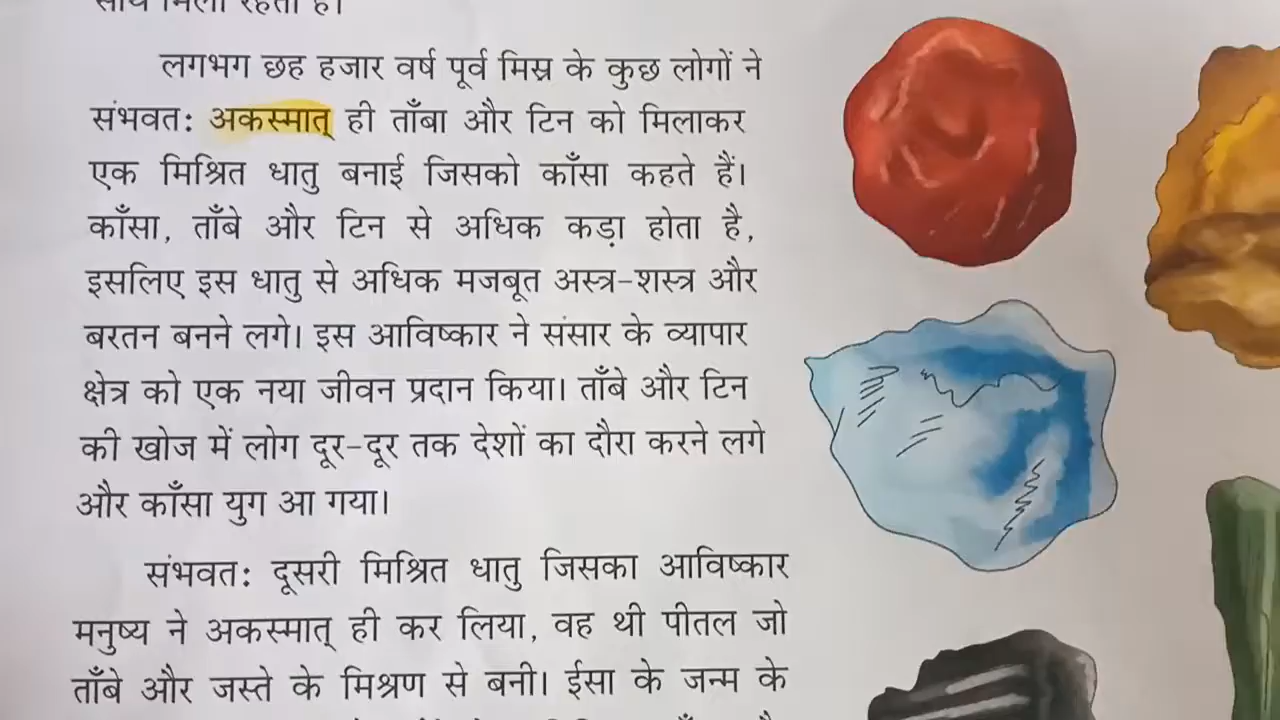 साथ मिला रहता है।
लगभग छह हजार वर्ष पूर्व मिस्र के कुछ लोगों ने
संभवतः अकस्मात् ही ताँबा और टिन को मिलाकर
एक मिश्रित धातु बनाई जिसको काँसा कहते हैं।
काँसा, ताँबे और टिन से अधिक कड़ा होता है,
इसलिए इस धातु से अधिक मजबूत अस्त्र-शस्त्र और
बरतन बनने लगे। इस आविष्कार ने संसार के व्यापार
क्षेत्र को एक नया जीवन प्रदान किया। ताँबे और टिन
की खोज में लोग दूर-दूर तक देशों का दौरा करने लगे
और काँसा युग आ गया।
संभवतः दूसरी मिश्रित धातु जिसका आविष्कार
मनुष्य ने अकस्मात् ही कर लिया, वह थी पीतल जो
ताँबे और जस्ते के मिश्रण से बनी। ईसा के जन्म के